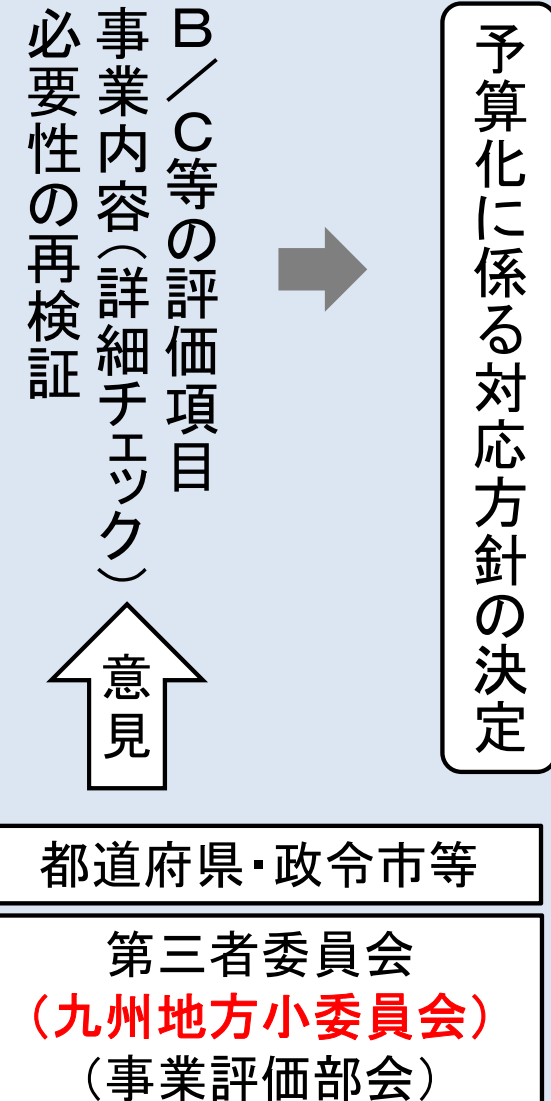 予算化に係る対応方針の決定
B／C等の評価項目
事業内容（詳細チェック）
必要性の再検証
意見
都道府県・政令市等
第三者委員会
（九州地方小委員会）
（事業評価部会）